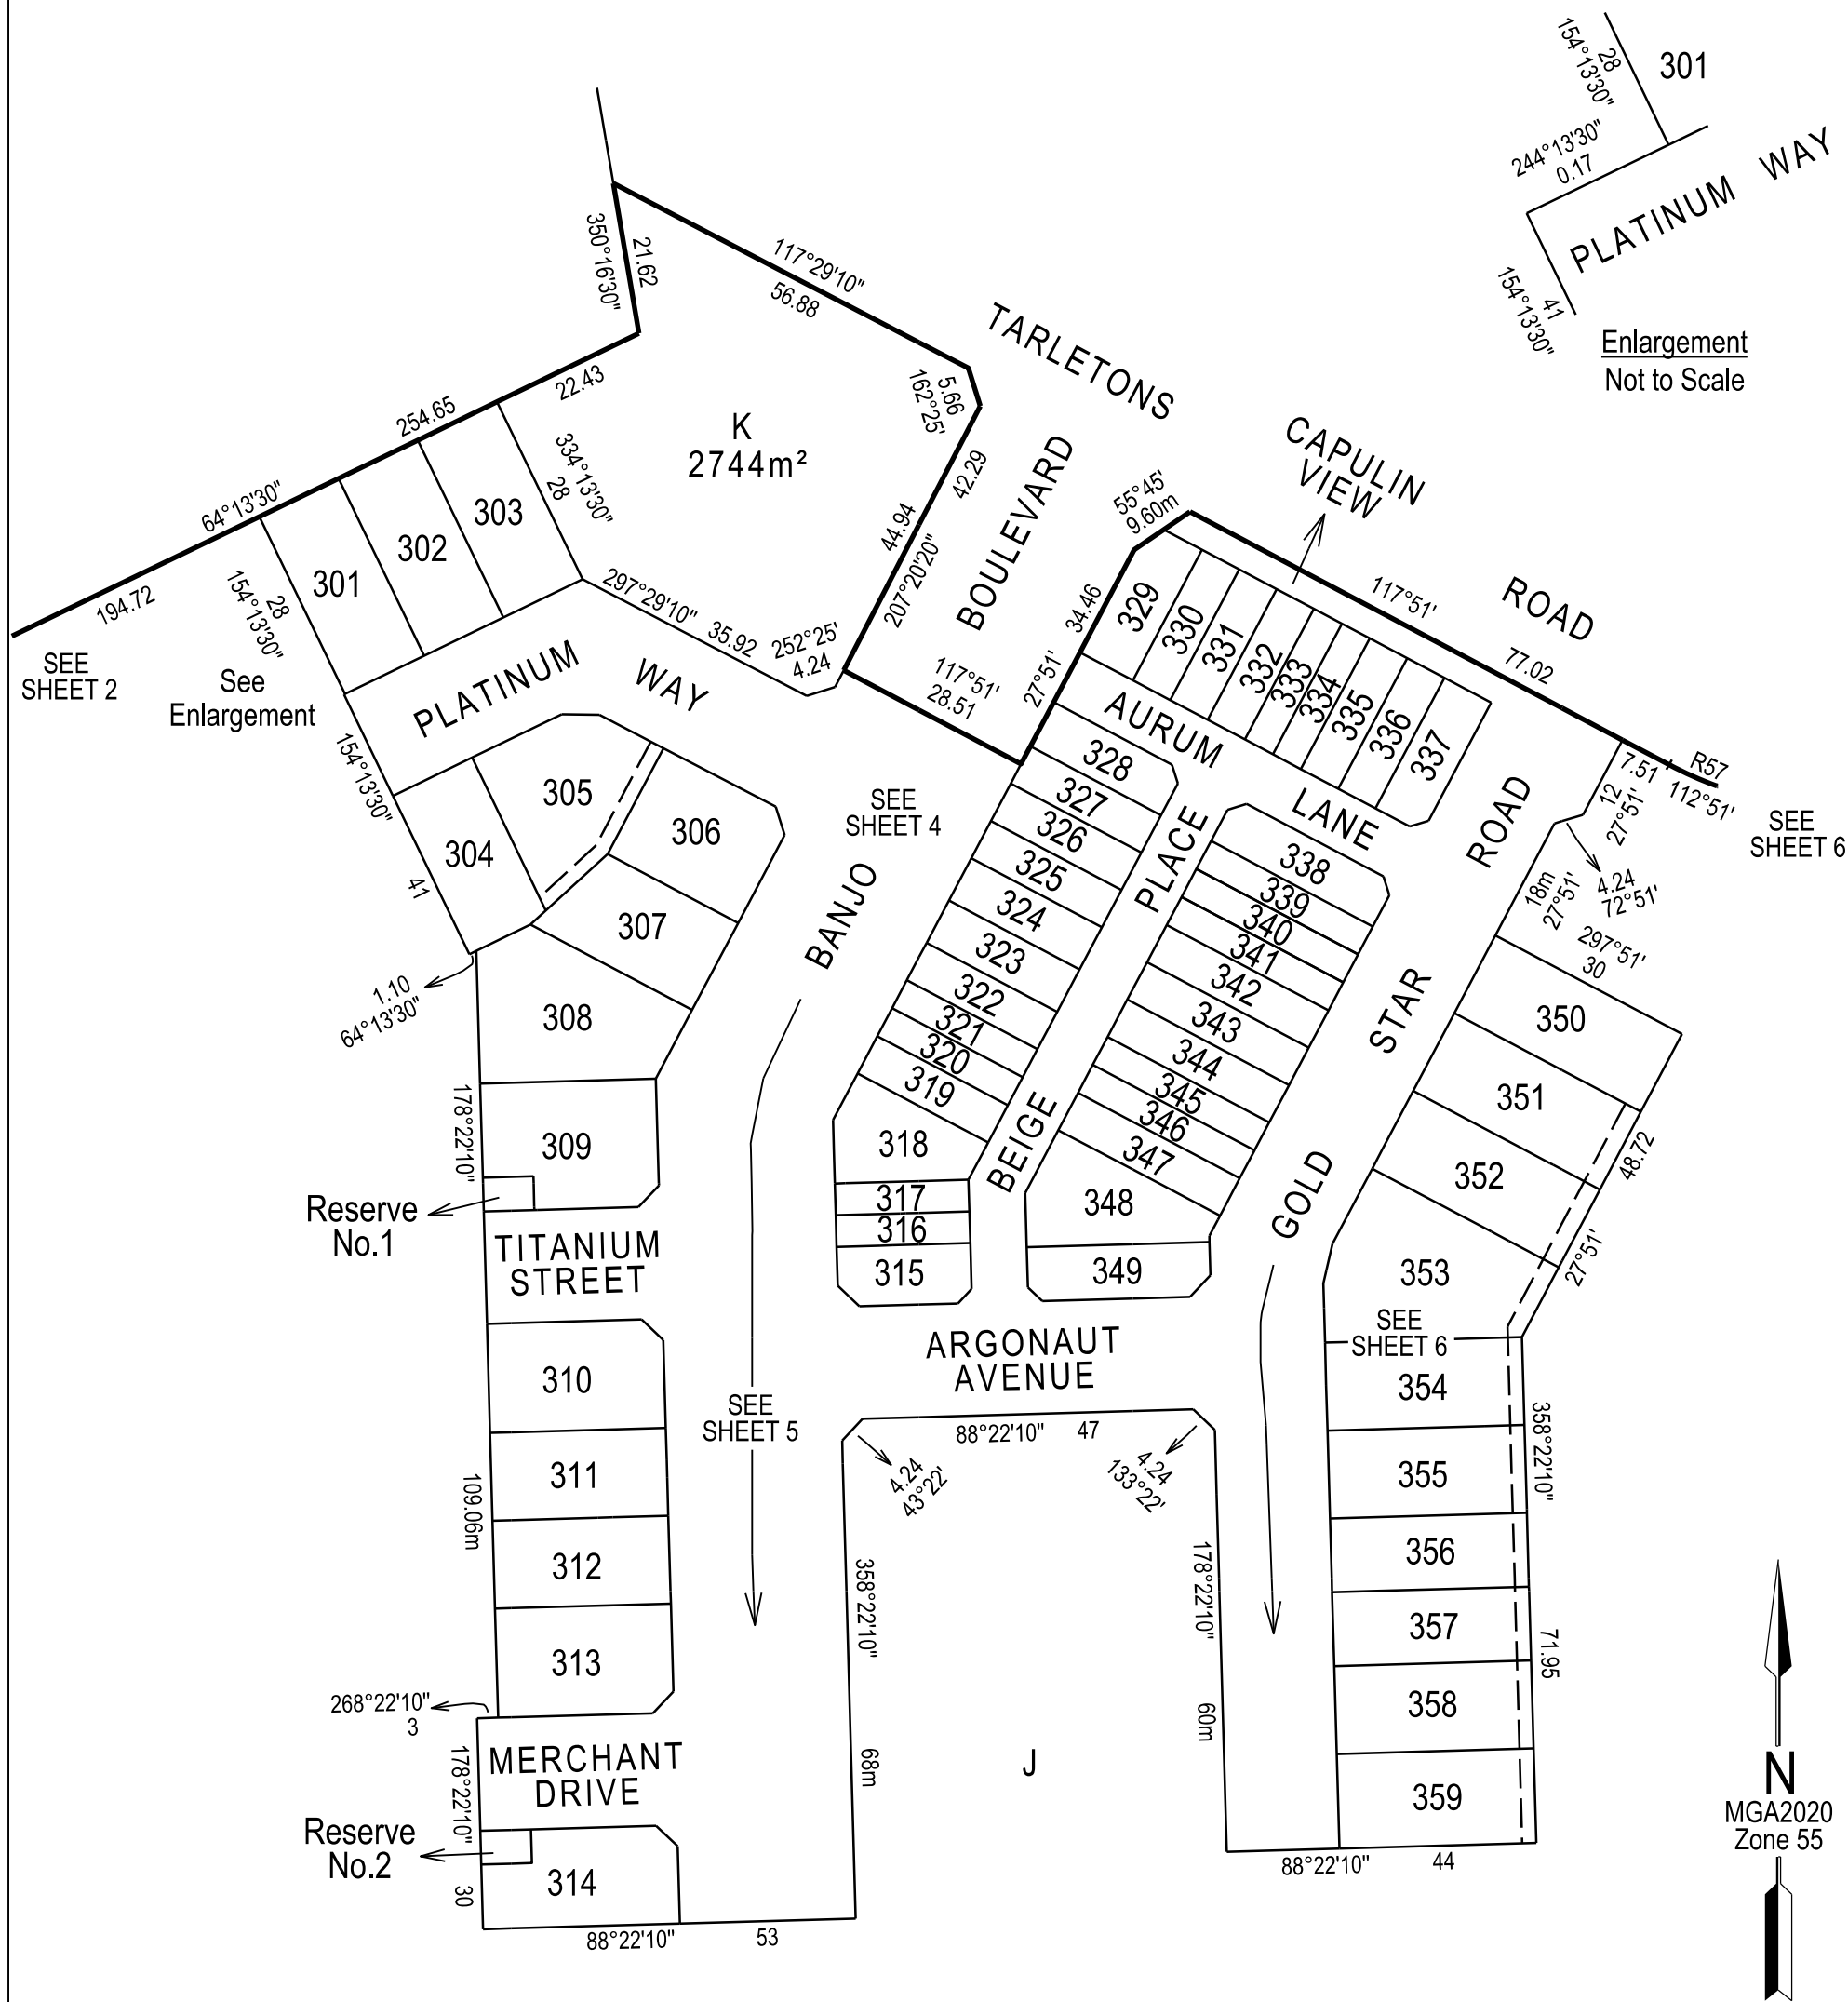 28
154°13'30"
301
244°13'30"
0.17
PLATINUM WAY
41
154°13'30"
Enlargement
Not to Scale
350°16'30"
21.62
117°29'10"
56.88
TARLETONS
ROAD
5.66
162°25'
22.43
254.65
64°13'30"
194.72
SEE
SHEET 2
K
2744m²
42.29
44.94
207°20'20"
BOULEVARD
CAPULIN
VIEW
55°45'
9.60m
117°51'
77.02
334°13'30"
28
303
302
301
28
154°13'30"
See
Enlargement
297°29'10"
35.92
252°25'
4.24
117°51'
28.51
34.46
27°51'
329
330
331
332
333
334
335
336
337
PLATINUM WAY
154°13'30"
41
304
305
306
307
308
309
1.10
64°13'30"
SEE
SHEET 4
BANJO
AURUM
LANE
PLACE
BEIGE
328
327
326
325
324
323
322
321
320
319
318
317
316
315
338
339
340
341
342
343
344
345
346
347
348
349
ROAD
STAR
GOLD
7.51
R57
112°51'
12
27°51'
SEE
SHEET 6
4.24
72°51'
18m
27°51'
297°51'
30
350
351
352
353
48.72
27°51'
SEE
SHEET 6
354
355
356
357
358
359
358°22'10"
71.95
178°22'10"
Reserve
No.1
TITANIUM
STREET
310
311
312
313
109.06m
SEE
SHEET 5
ARGONAUT
AVENUE
88°22'10"
47
4.24
43°22'
4.24
133°22'
358°22'10"
68m
178°22'10"
60m
J
268°22'10"
3
MERCHANT
DRIVE
178°22'10"
30
Reserve
No.2
314
88°22'10"
53
88°22'10"
44
N
MGA2020
Zone 55